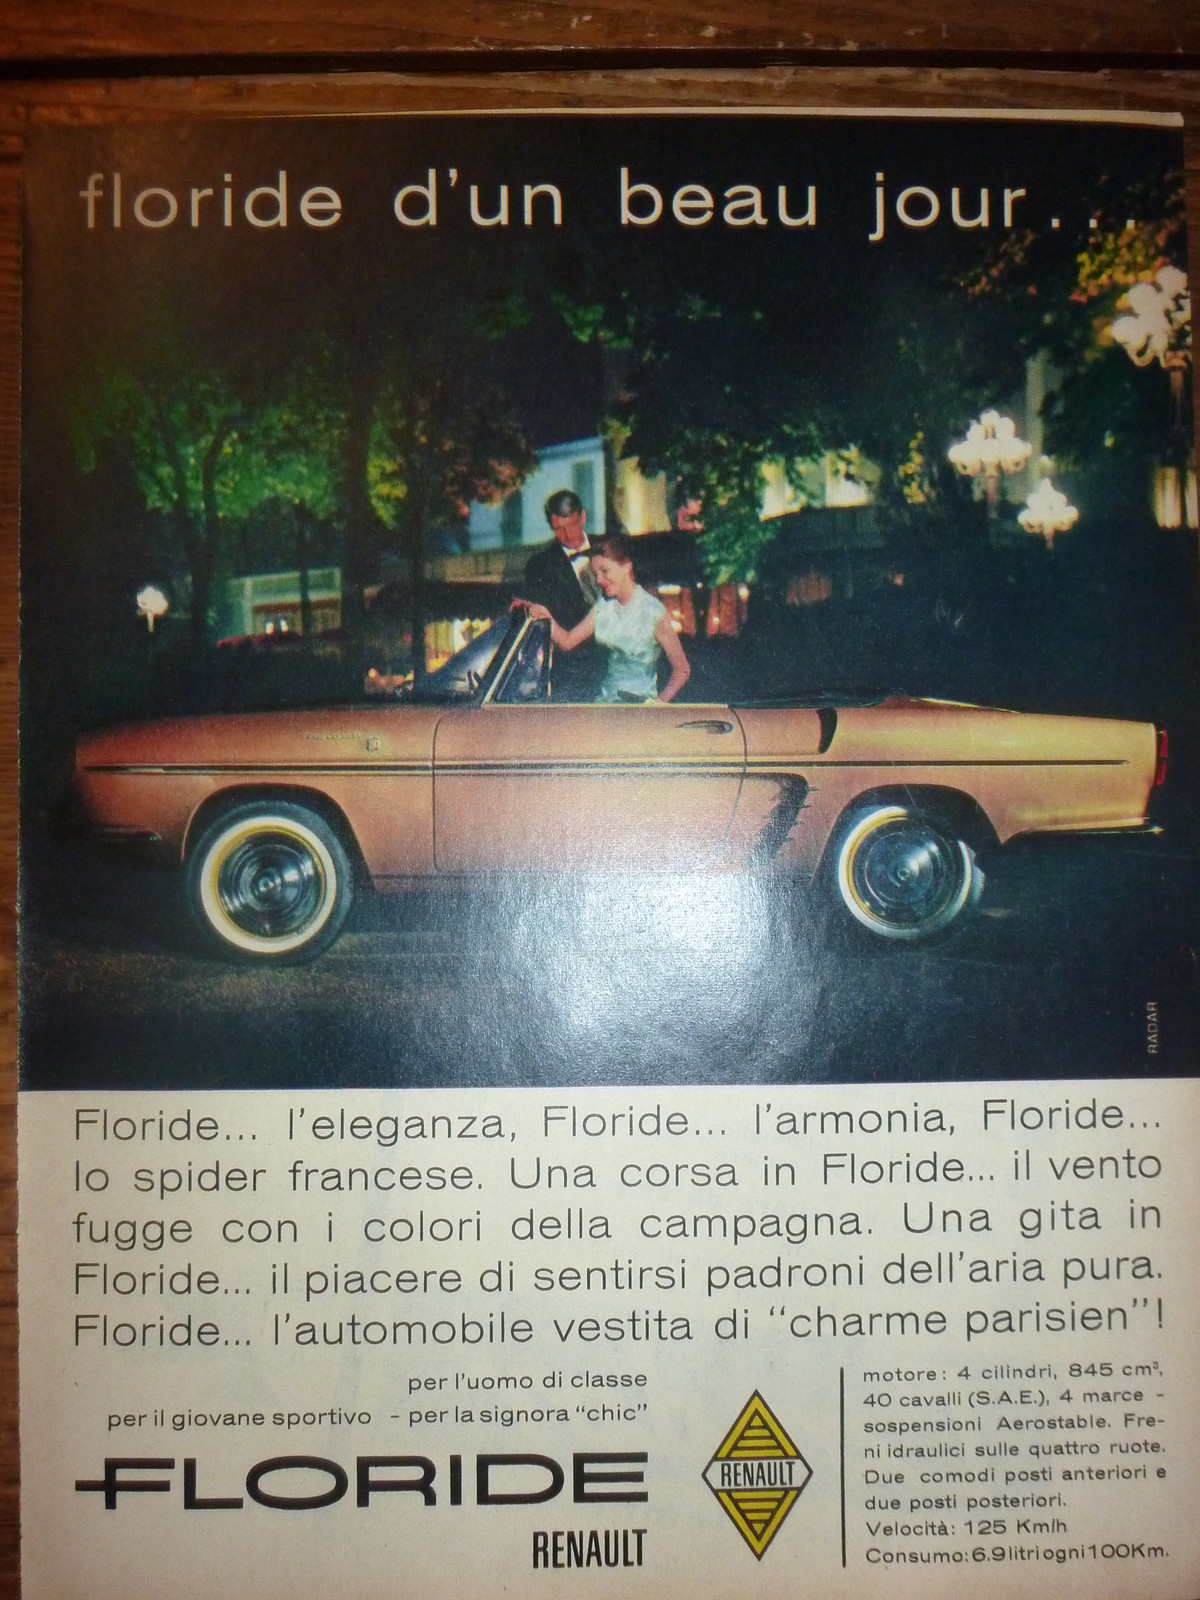 floride d'un beau jour...
RADAR
Floride... l'eleganza, Floride... l'armonia, Floride...
lo spider francese. Una corsa in Floride... il vento
fugge con i colori della campagna. Una gita in
Floride... il piacere di sentirsi padroni dell'aria pura.
Floride... l'automobile vestita di "charme parisien"!
per l'uomo di classe
per il giovane sportivo - per la signora "chic"
FLORIDE
RENAULT
RENAULT
motore: 4 cilindri, 845 cm³,
40 cavalli (S.A.E.), 4 marce -
sospensioni Aerostable. Fre-
ni idraulici sulle quattro ruote.
Due comodi posti anteriori e
due posti posteriori.
Velocità: 125 Km/h
Consumo: 6.9 litri ogni 100 Km.